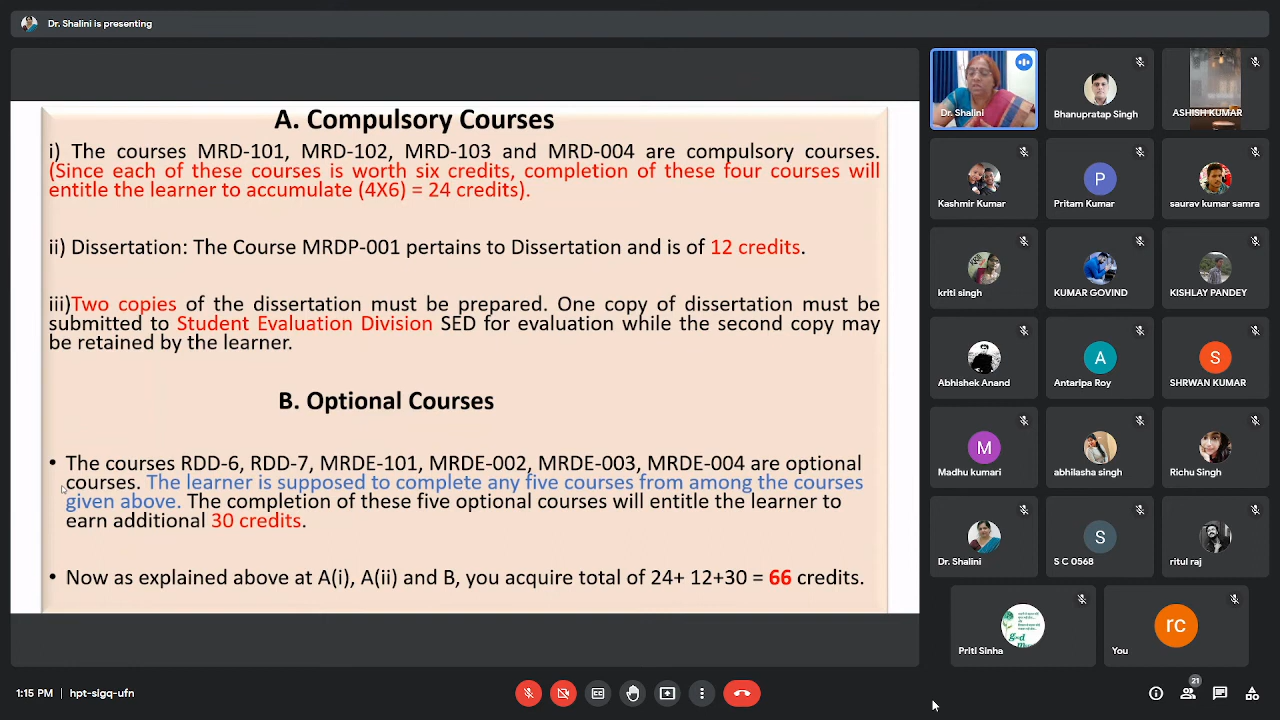 Dr. Shalini is presenting
A. Compulsory Courses
i) The courses MRD-101, MRD-102, MRD-103 and MRD-004 are compulsory courses.
(Since each of these courses is worth six credits, completion of these four courses will
entitle the learner to accumulate (4X6) = 24 credits).
ii) Dissertation: The Course MRDP-001 pertains to Dissertation and is of 12 credits.
iii)Two copies of the dissertation must be prepared. One copy of dissertation must be
submitted to Student Evaluation Division SED for evaluation while the second copy may
be retained by the learner.
B. Optional Courses
• The courses RDD-6, RDD-7, MRDE-101, MRDE-002, MRDE-003, MRDE-004 are optional
courses. The learner is supposed to complete any five courses from among the courses
given above. The completion of these five optional courses will entitle the learner to
earn additional 30 credits.
• Now as explained above at A(i), A(ii) and B, you acquire total of 24+ 12+30 = 66 credits.
Dr. Shalini
Bhanupratap Singh
ASHISH KUMAR
Kashmir Kumar
P
Pritam Kumar
saurav kumar samra
kriti singh
KUMAR GOVIND
KISHLAY PANDEY
Abhishek Anand
A
Antaripa Roy
S
SHRWAN KUMAR
M
Madhu kumari
abhilasha singh
Richu Singh
Dr. Shalini
S
S C 0568
ritul raj
Priti Sinha
rc
You
1:15 PM | hpt-slgq-ufn
21